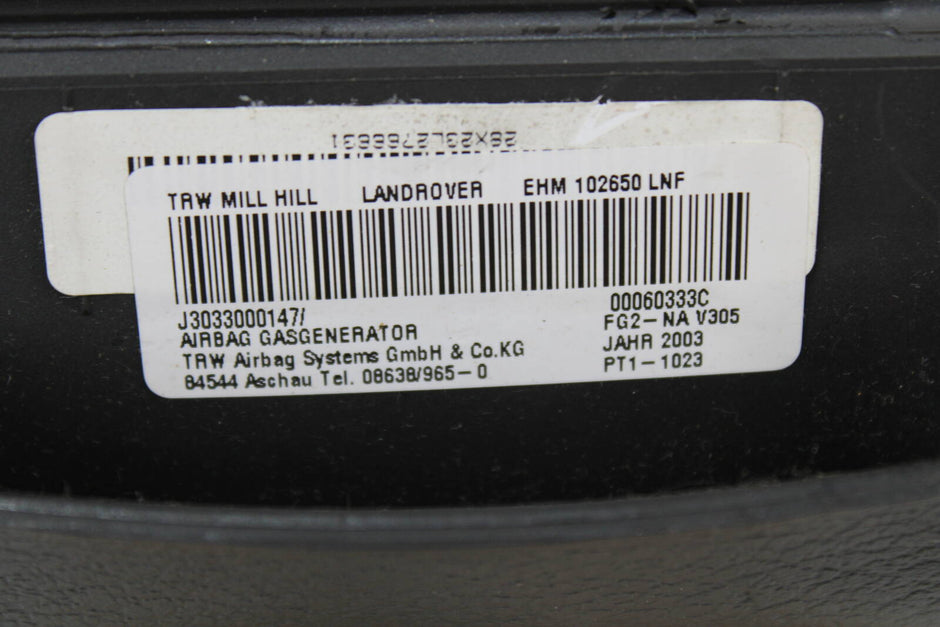 28X23L2788831
TRW MILL HILL LANDROVER EHM 102650 LNF
J3033000147/ 00060333C
AIRBAG GASGENERATOR FG2-NA V305
TRW Airbag Systems GmbH & Co.KG JAHR 2003
84544 Aschau Tel. 08638/965-0 PT1-1023